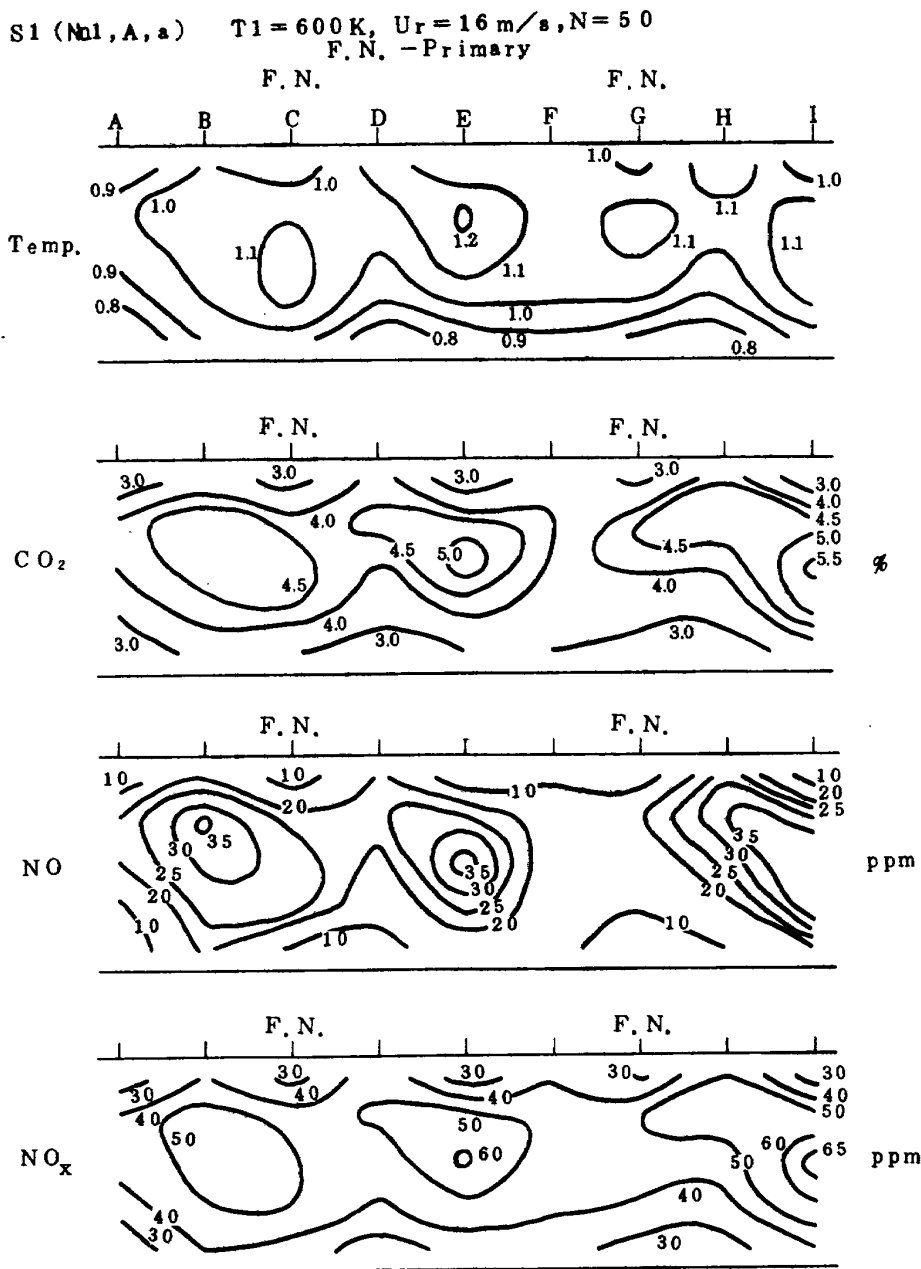 S1 (No1, A, a) T1=600K, Ur=16m/s, N=50
F. N. -Primary
F. N. F. N.
A B C D E F G H I
1.0
0.9 1.0 1.0 1.0
1.1
Temp. 1.1 1.2 1.1 1.1 1.1
0.9
0.8 1.0
0.8 0.9 0.8
F. N. F. N.
3.0 3.0 3.0 3.0 3.0
4.0 4.0
4.5
CO₂ 4.5 4.5 5.0 4.5 5.0 %
4.0 5.5
3.0 4.0 3.0 3.0
F. N. F. N.
10 10 10 10
20 20
25
NO 30 35 35 35 ppm
25 30 30
20 25 25
10 20 20
10 10
F. N. F. N.
30 30 30 30 30
40 40 40 40 40
50
NOx 50 50 60 50 60 65 ppm
40 40
30 30 30